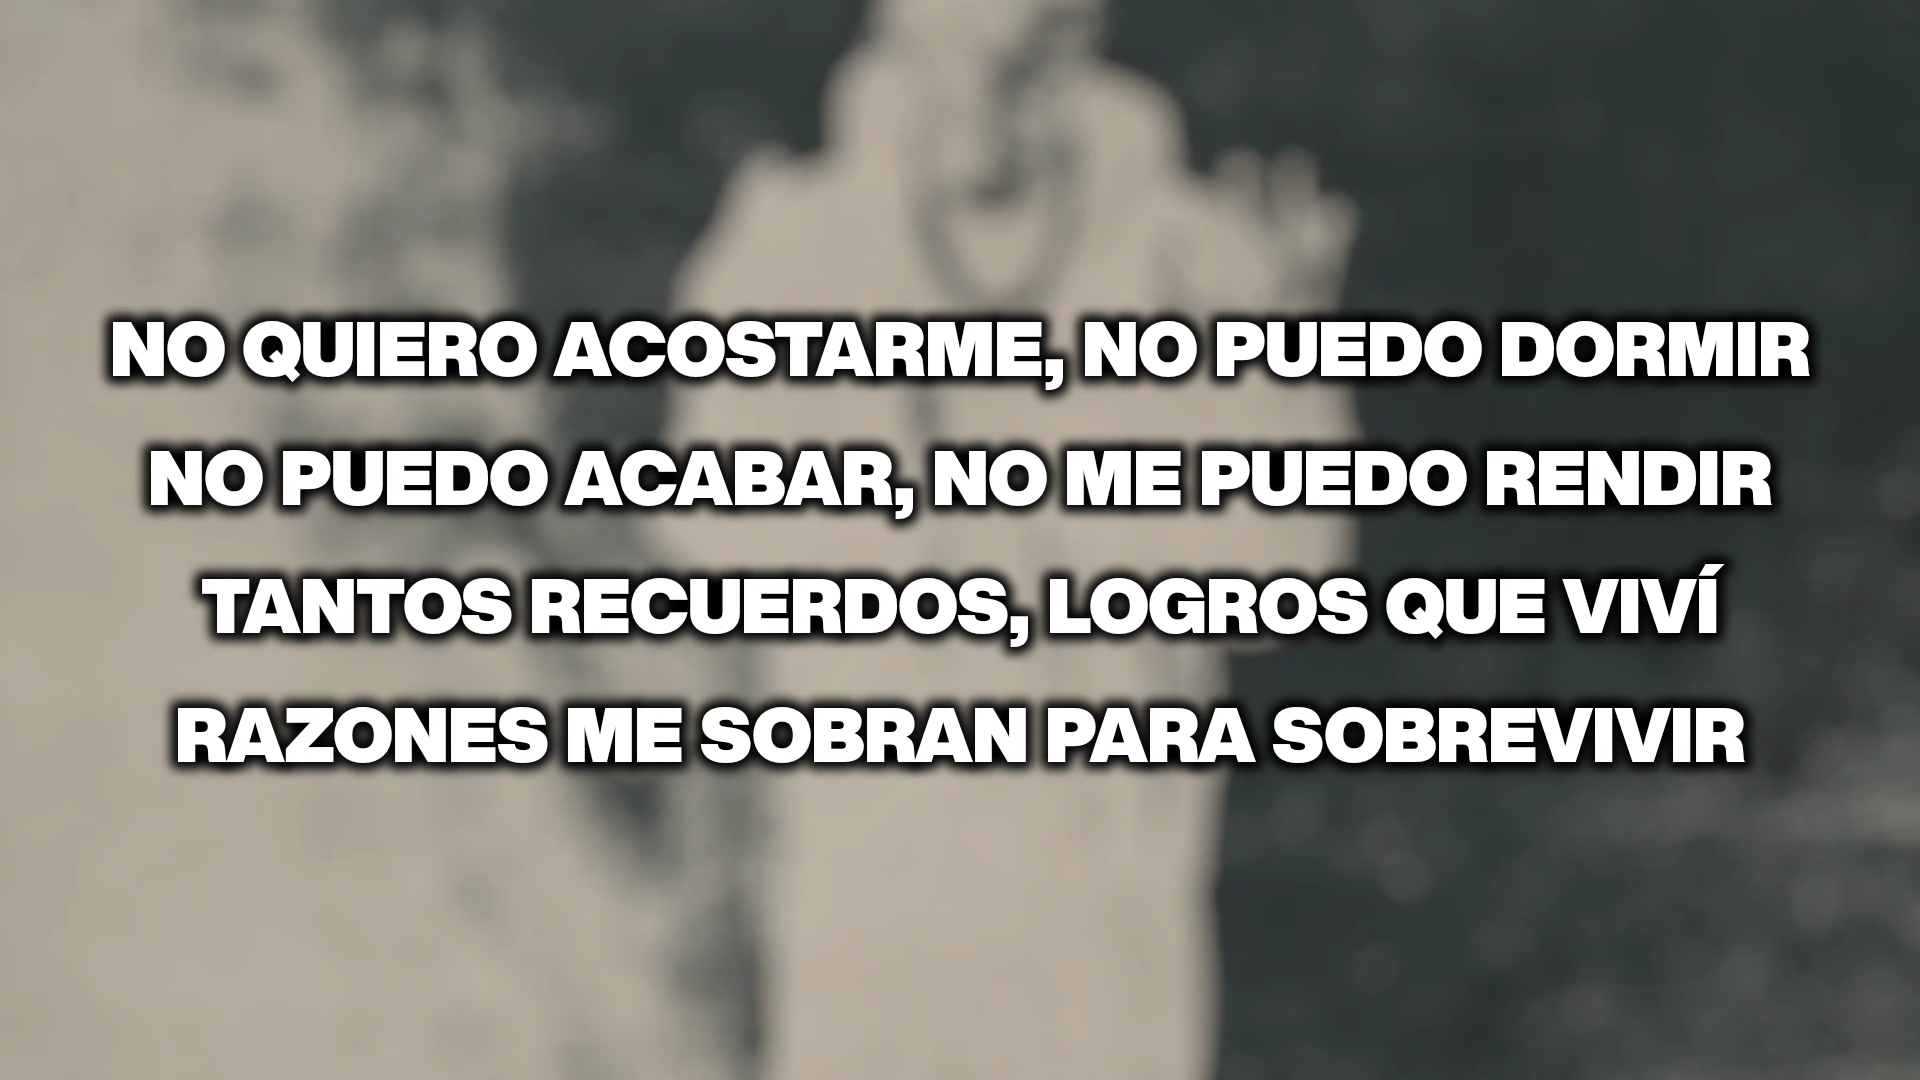 NO QUIERO ACOSTARME, NO PUEDO DORMIR
NO PUEDO ACABAR, NO ME PUEDO RENDIR
TANTOS RECUERDOS, LOGROS QUE VIVÍ
RAZONES ME SOBRAN PARA SOBREVIVIR